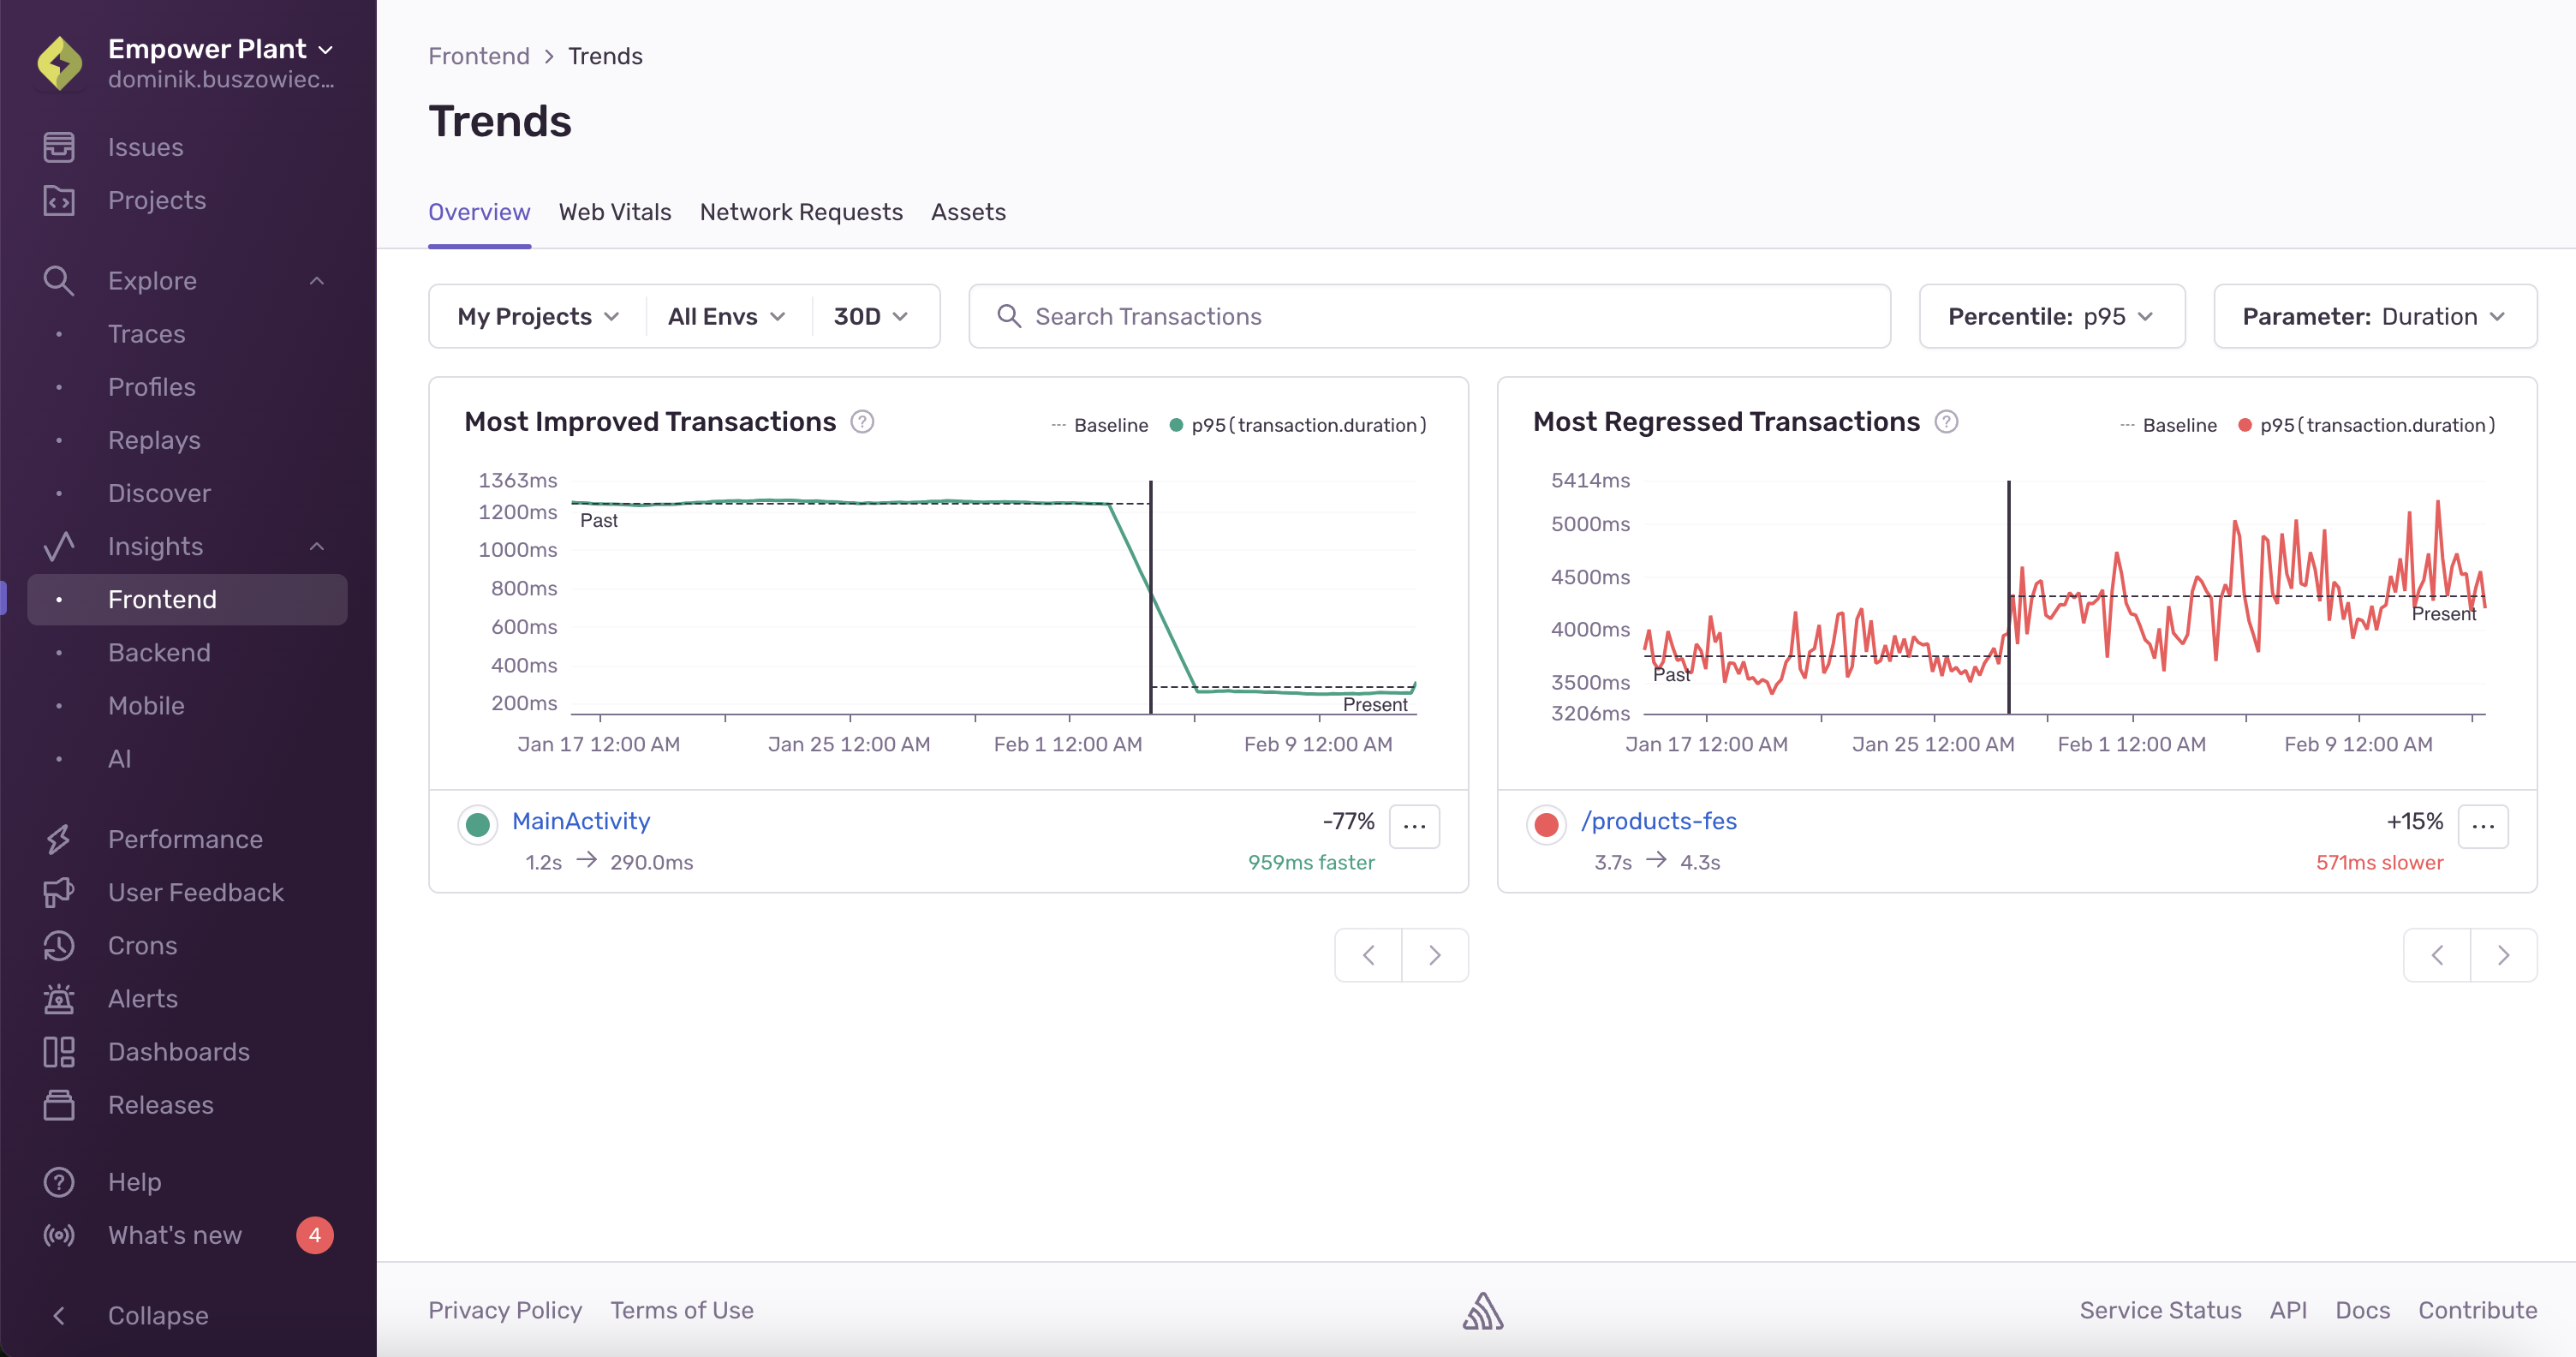 Empower Plant
dominik.buszowiec...
Issues
Projects
Explore
Traces
Profiles
Replays
Discover
Insights
Frontend
Backend
Mobile
AI
Performance
User Feedback
Crons
Alerts
Dashboards
Releases
Help
What's new 4
Collapse
Frontend > Trends
Trends
Overview Web Vitals Network Requests Assets
My Projects All Envs 30D Search Transactions Percentile: p95 Parameter: Duration
Most Improved Transactions ? --- Baseline p95(transaction.duration)
1363ms
1200ms
1000ms
800ms
600ms
400ms
200ms
Past
Present
Jan 17 12:00 AM Jan 25 12:00 AM Feb 1 12:00 AM Feb 9 12:00 AM
MainActivity -77% ...
1.2s → 290.0ms 959ms faster
Most Regressed Transactions ? --- Baseline p95(transaction.duration)
5414ms
5000ms
4500ms
4000ms
3500ms
3206ms
Past
Present
Jan 17 12:00 AM Jan 25 12:00 AM Feb 1 12:00 AM Feb 9 12:00 AM
/products-fes +15% ...
3.7s → 4.3s 571ms slower
Privacy Policy Terms of Use Service Status API Docs Contribute